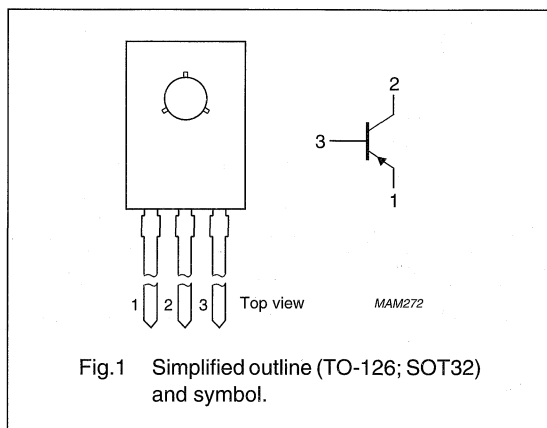 2
3
1
1 2 3 Top view
MAM272
Fig.1 Simplified outline (TO-126; SOT32)
and symbol.